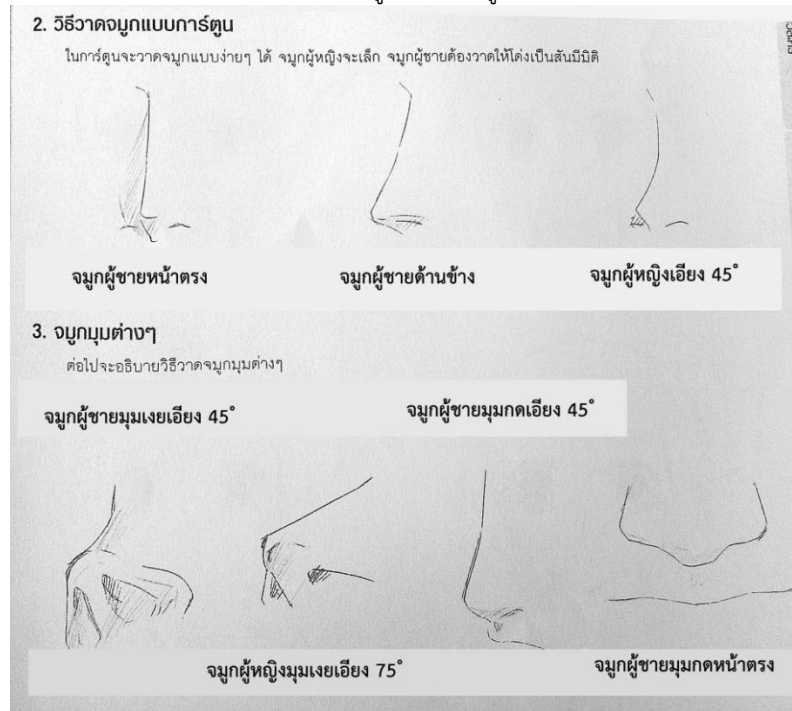 2. วิธีวาดจมูกแบบการ์ตูน
ในการ์ตูนจะวาดจมูกแบบง่ายๆ ได้ จมูกผู้หญิงจะเล็ก จมูกผู้ชายต้องวาดให้โด่งเป็นสันมีมิติ
จมูกผู้ชายหน้าตรง
จมูกผู้ชายด้านข้าง
จมูกผู้หญิงเอียง 45°
3. จมูกมุมต่างๆ
ต่อไปจะอธิบายวิธีวาดจมูกมุมต่างๆ
จมูกผู้ชายมุมเงยเอียง 45°
จมูกผู้ชายมุมกดเอียง 45°
จมูกผู้หญิงมุมเงยเอียง 75°
จมูกผู้ชายมุมกดหน้าตรง